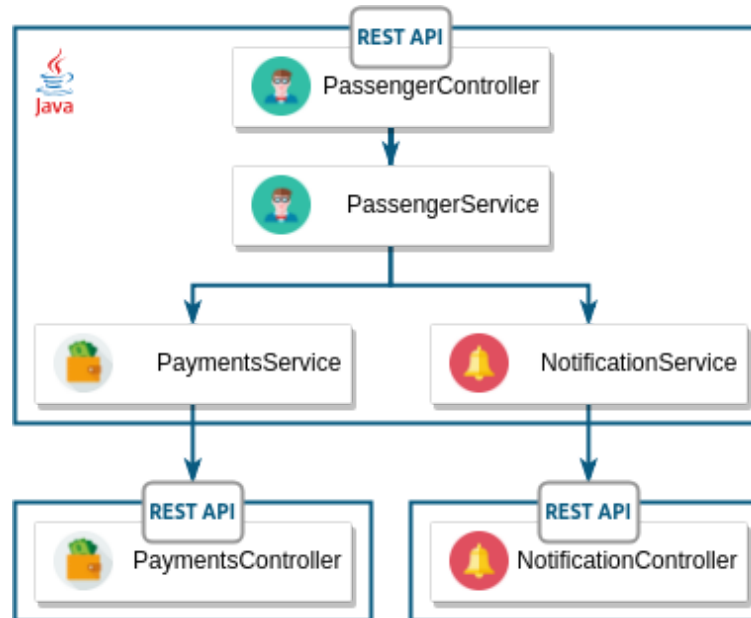 REST API
Java
PassengerController
PassengerService
PaymentsService
NotificationService
REST API
REST API
PaymentsController
NotificationController